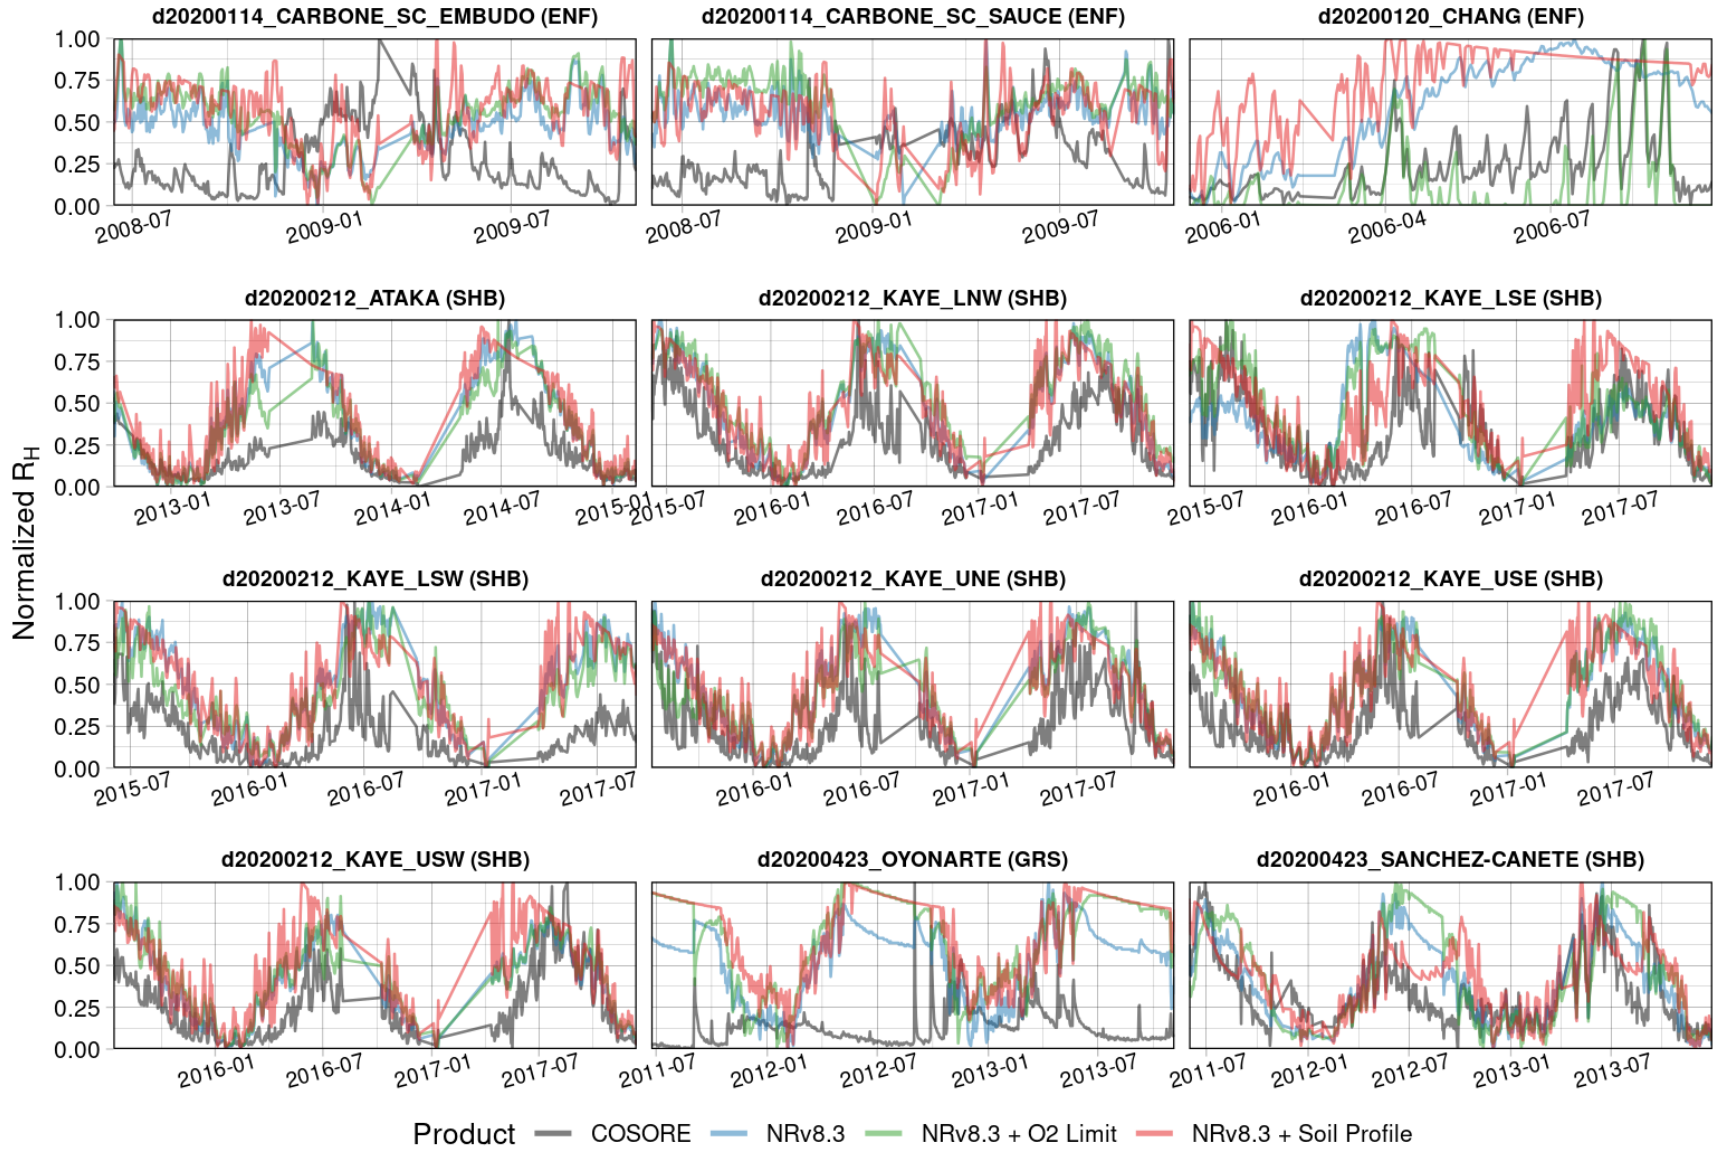 d20200114_CARBONE_SC_EMBUDO (ENF) d20200114_CARBONE_SC_SAUCE (ENF) d20200120_CHANG (ENF)
1.00
0.75
0.50
0.25
0.00
2008-07 2009-01 2009-07 2008-07 2009-01 2009-07 2006-01 2006-04 2006-07
d20200212_ATAKA (SHB) d20200212_KAYE_LNW (SHB) d20200212_KAYE_LSE (SHB)
1.00
0.75
0.50
0.25
0.00
2013-01 2013-07 2014-01 2014-07 2015-07 2016-01 2016-07 2017-01 2017-07 2015-07 2016-01 2016-07 2017-01 2017-07
Normalized RH
d20200212_KAYE_LSW (SHB) d20200212_KAYE_UNE (SHB) d20200212_KAYE_USE (SHB)
1.00
0.75
0.50
0.25
0.00
2015-07 2016-01 2016-07 2017-01 2017-07 2016-01 2016-07 2017-01 2017-07 2016-01 2016-07 2017-01 2017-07
d20200212_KAYE_USW (SHB) d20200423_OYONARTE (GRS) d20200423_SANCHEZ-CANETE (SHB)
1.00
0.75
0.50
0.25
0.00
2016-01 2016-07 2017-01 2017-07 2011-07 2012-01 2012-07 2013-01 2013-07 2011-07 2012-01 2012-07 2013-01 2013-07
Product COSORE NRv8.3 NRv8.3 + O2 Limit NRv8.3 + Soil Profile